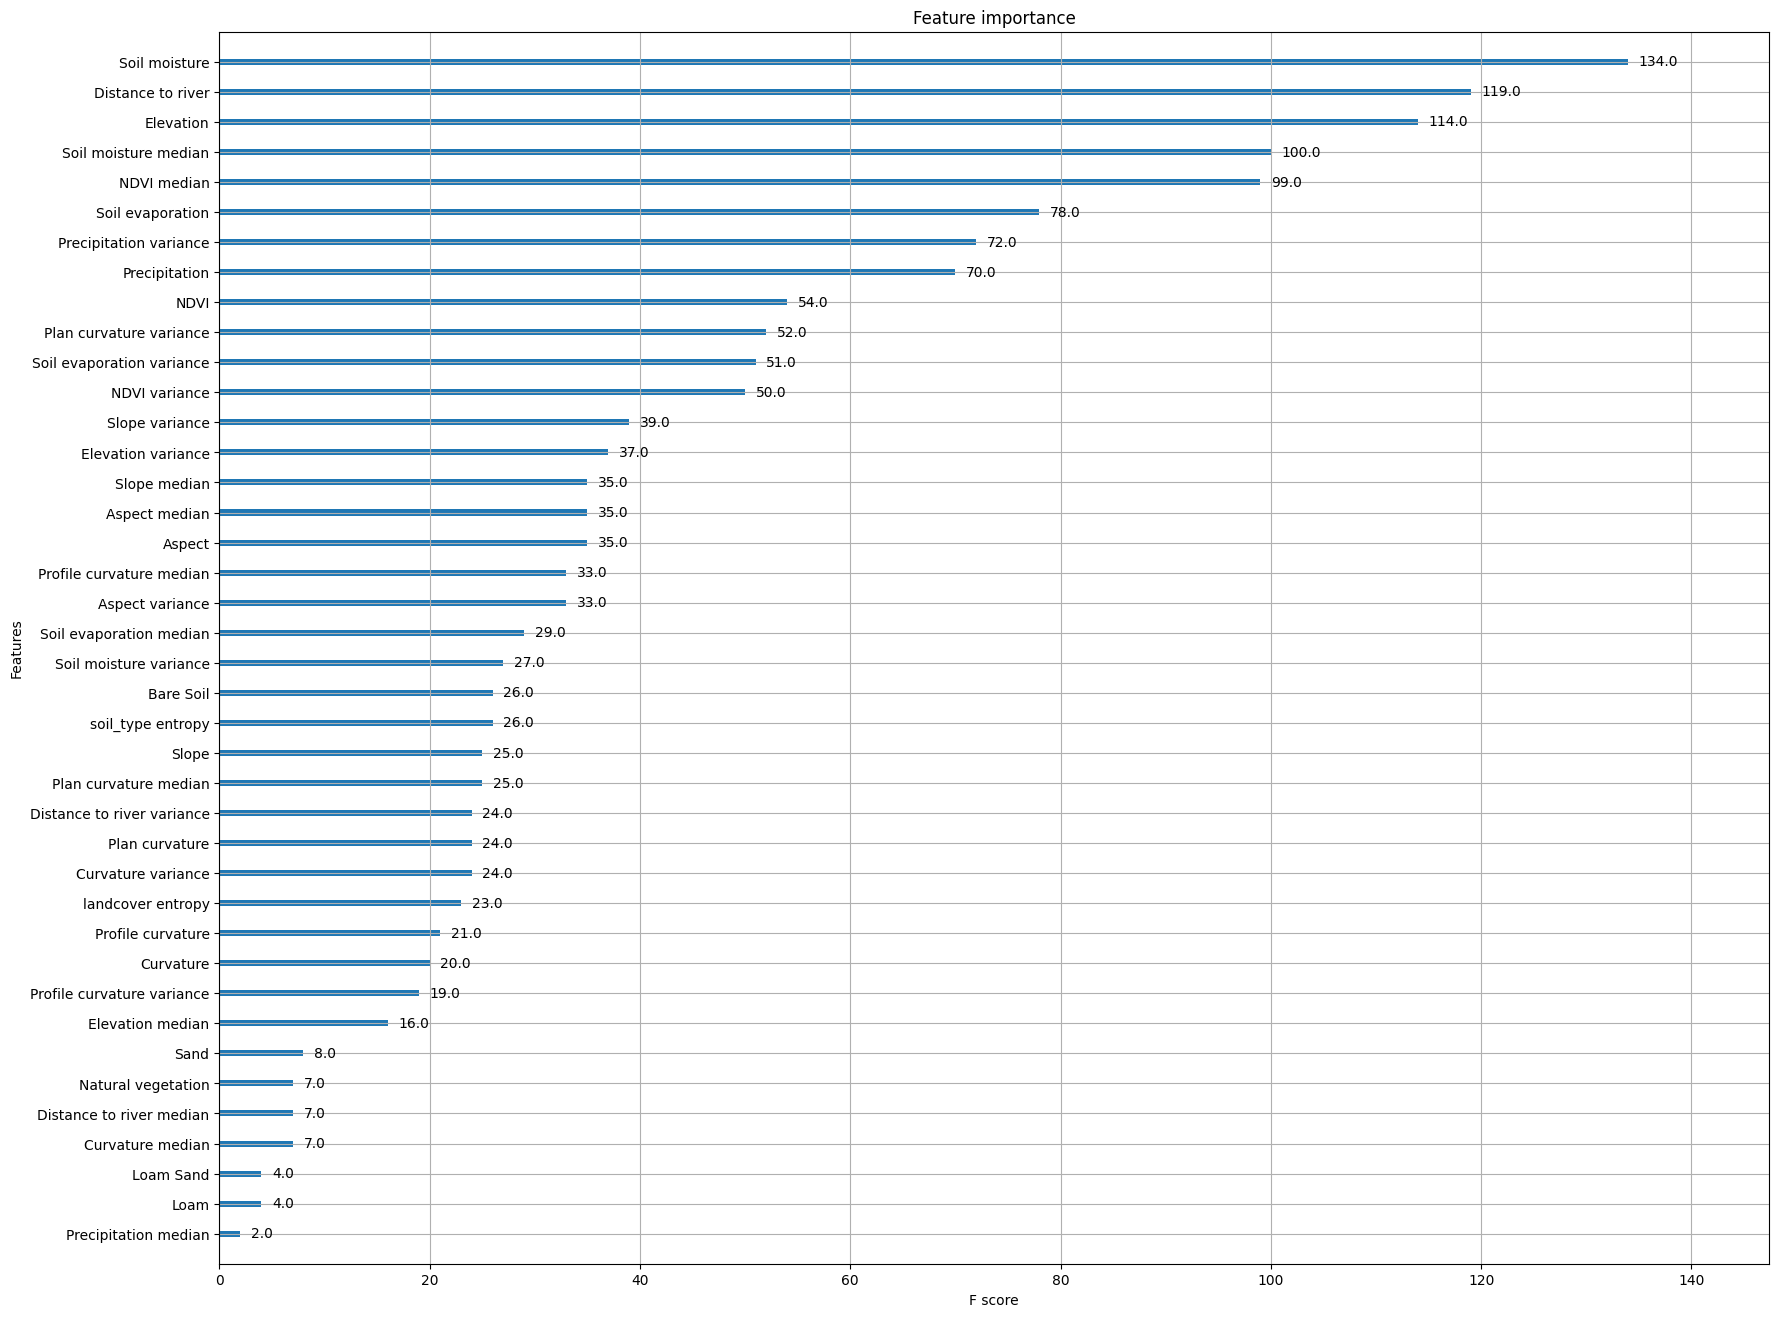 Feature importance
Soil moisture 134.0
Distance to river 119.0
Elevation 114.0
Soil moisture median 100.0
NDVI median 99.0
Soil evaporation 78.0
Precipitation variance 72.0
Precipitation 70.0
NDVI 54.0
Plan curvature variance 52.0
Soil evaporation variance 51.0
NDVI variance 50.0
Slope variance 39.0
Elevation variance 37.0
Slope median 35.0
Aspect median 35.0
Aspect 35.0
Profile curvature median 33.0
Aspect variance 33.0
Soil evaporation median 29.0
Soil moisture variance 27.0
Bare Soil 26.0
soil_type entropy 26.0
Slope 25.0
Plan curvature median 25.0
Distance to river variance 24.0
Plan curvature 24.0
Curvature variance 24.0
landcover entropy 23.0
Profile curvature 21.0
Curvature 20.0
Profile curvature variance 19.0
Elevation median 16.0
Sand 8.0
Natural vegetation 7.0
Distance to river median 7.0
Curvature median 7.0
Loam Sand 4.0
Loam 4.0
Precipitation median 2.0
Features
0 20 40 60 80 100 120 140
F score